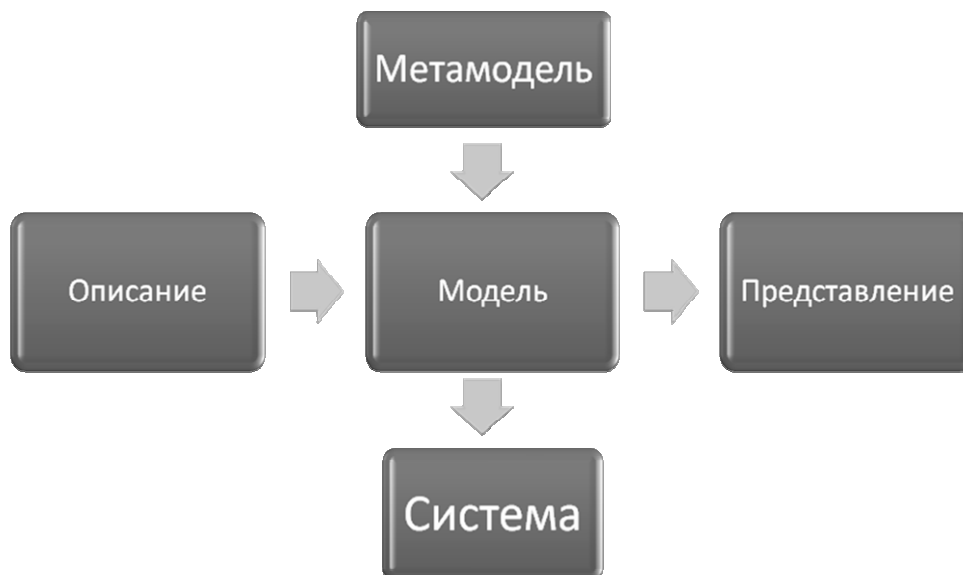 Метамодель
Описание
Модель
Представление
Система